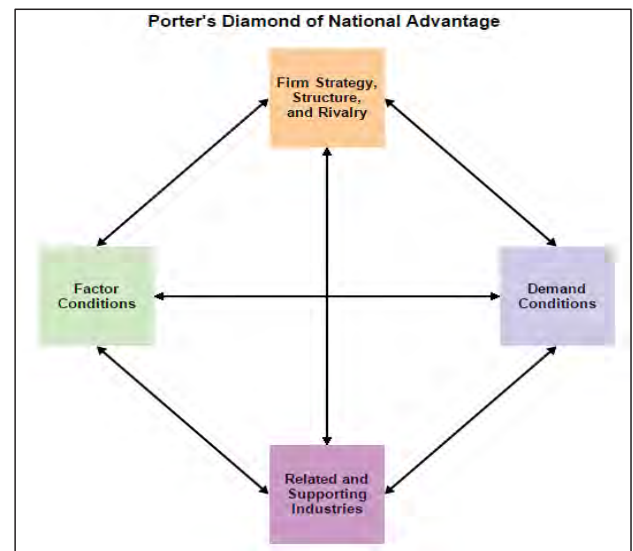 Porter's Diamond of National Advantage
Firm Strategy,
Structure,
and Rivalry
Factor
Conditions
Demand
Conditions
Related and
Supporting
Industries